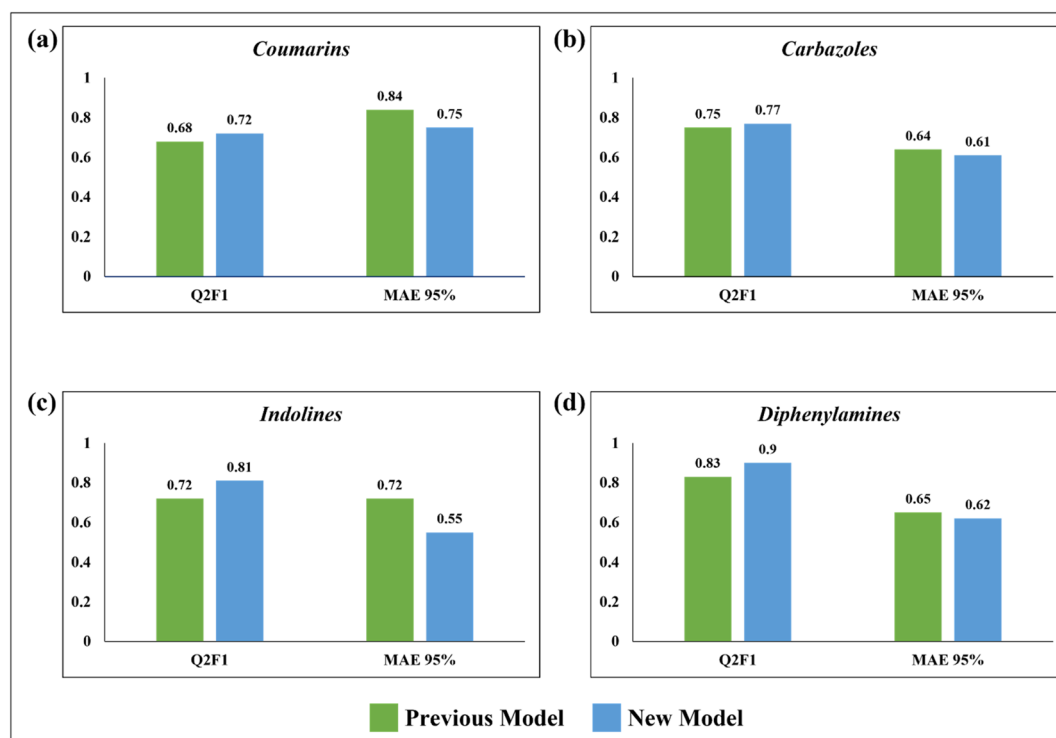 (a)
Coumarins
1
0.8
0.6
0.4
0.2
0
0.68
0.72
0.84
0.75
Q2F1
MAE 95%
(b)
Carbazoles
1
0.8
0.6
0.4
0.2
0
0.75
0.77
0.64
0.61
Q2F1
MAE 95%
(c)
Indolines
1
0.8
0.6
0.4
0.2
0
0.72
0.81
0.72
0.55
Q2F1
MAE 95%
(d)
Diphenylamines
1
0.8
0.6
0.4
0.2
0
0.83
0.9
0.65
0.62
Q2F1
MAE 95%
Previous Model
New Model